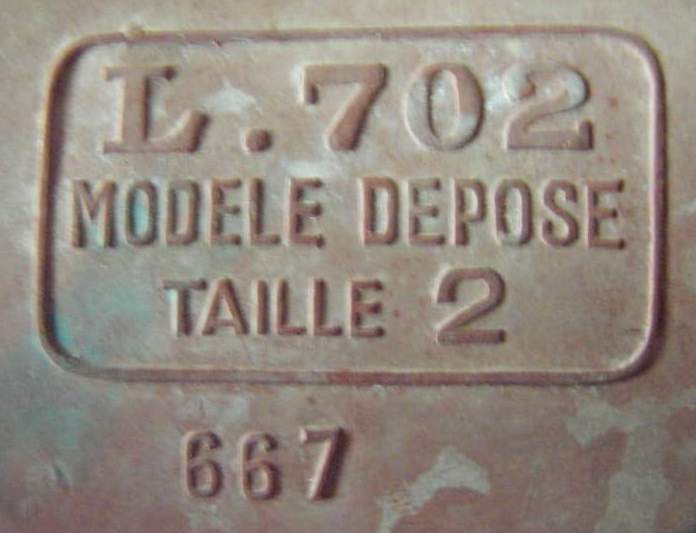 L.702
MODELE DEPOSE
TAILLE 2
667